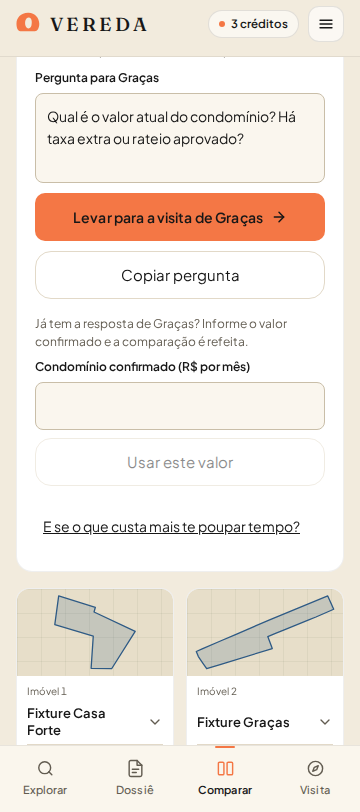 VEREDA
3 créditos
Pergunta para Graças
Qual é o valor atual do condomínio? Há
taxa extra ou rateio aprovado?
Levar para a visita de Graças
Copiar pergunta
Já tem a resposta de Graças? Informe o valor
confirmado e a comparação é refeita.
Condomínio confirmado (R$ por mês)
Usar este valor
E se o que custa mais te poupar tempo?
Imóvel 1
Fixture Casa
Forte
Imóvel 2
Fixture Graças
Explorar
Dossiê
Comparar
Visita